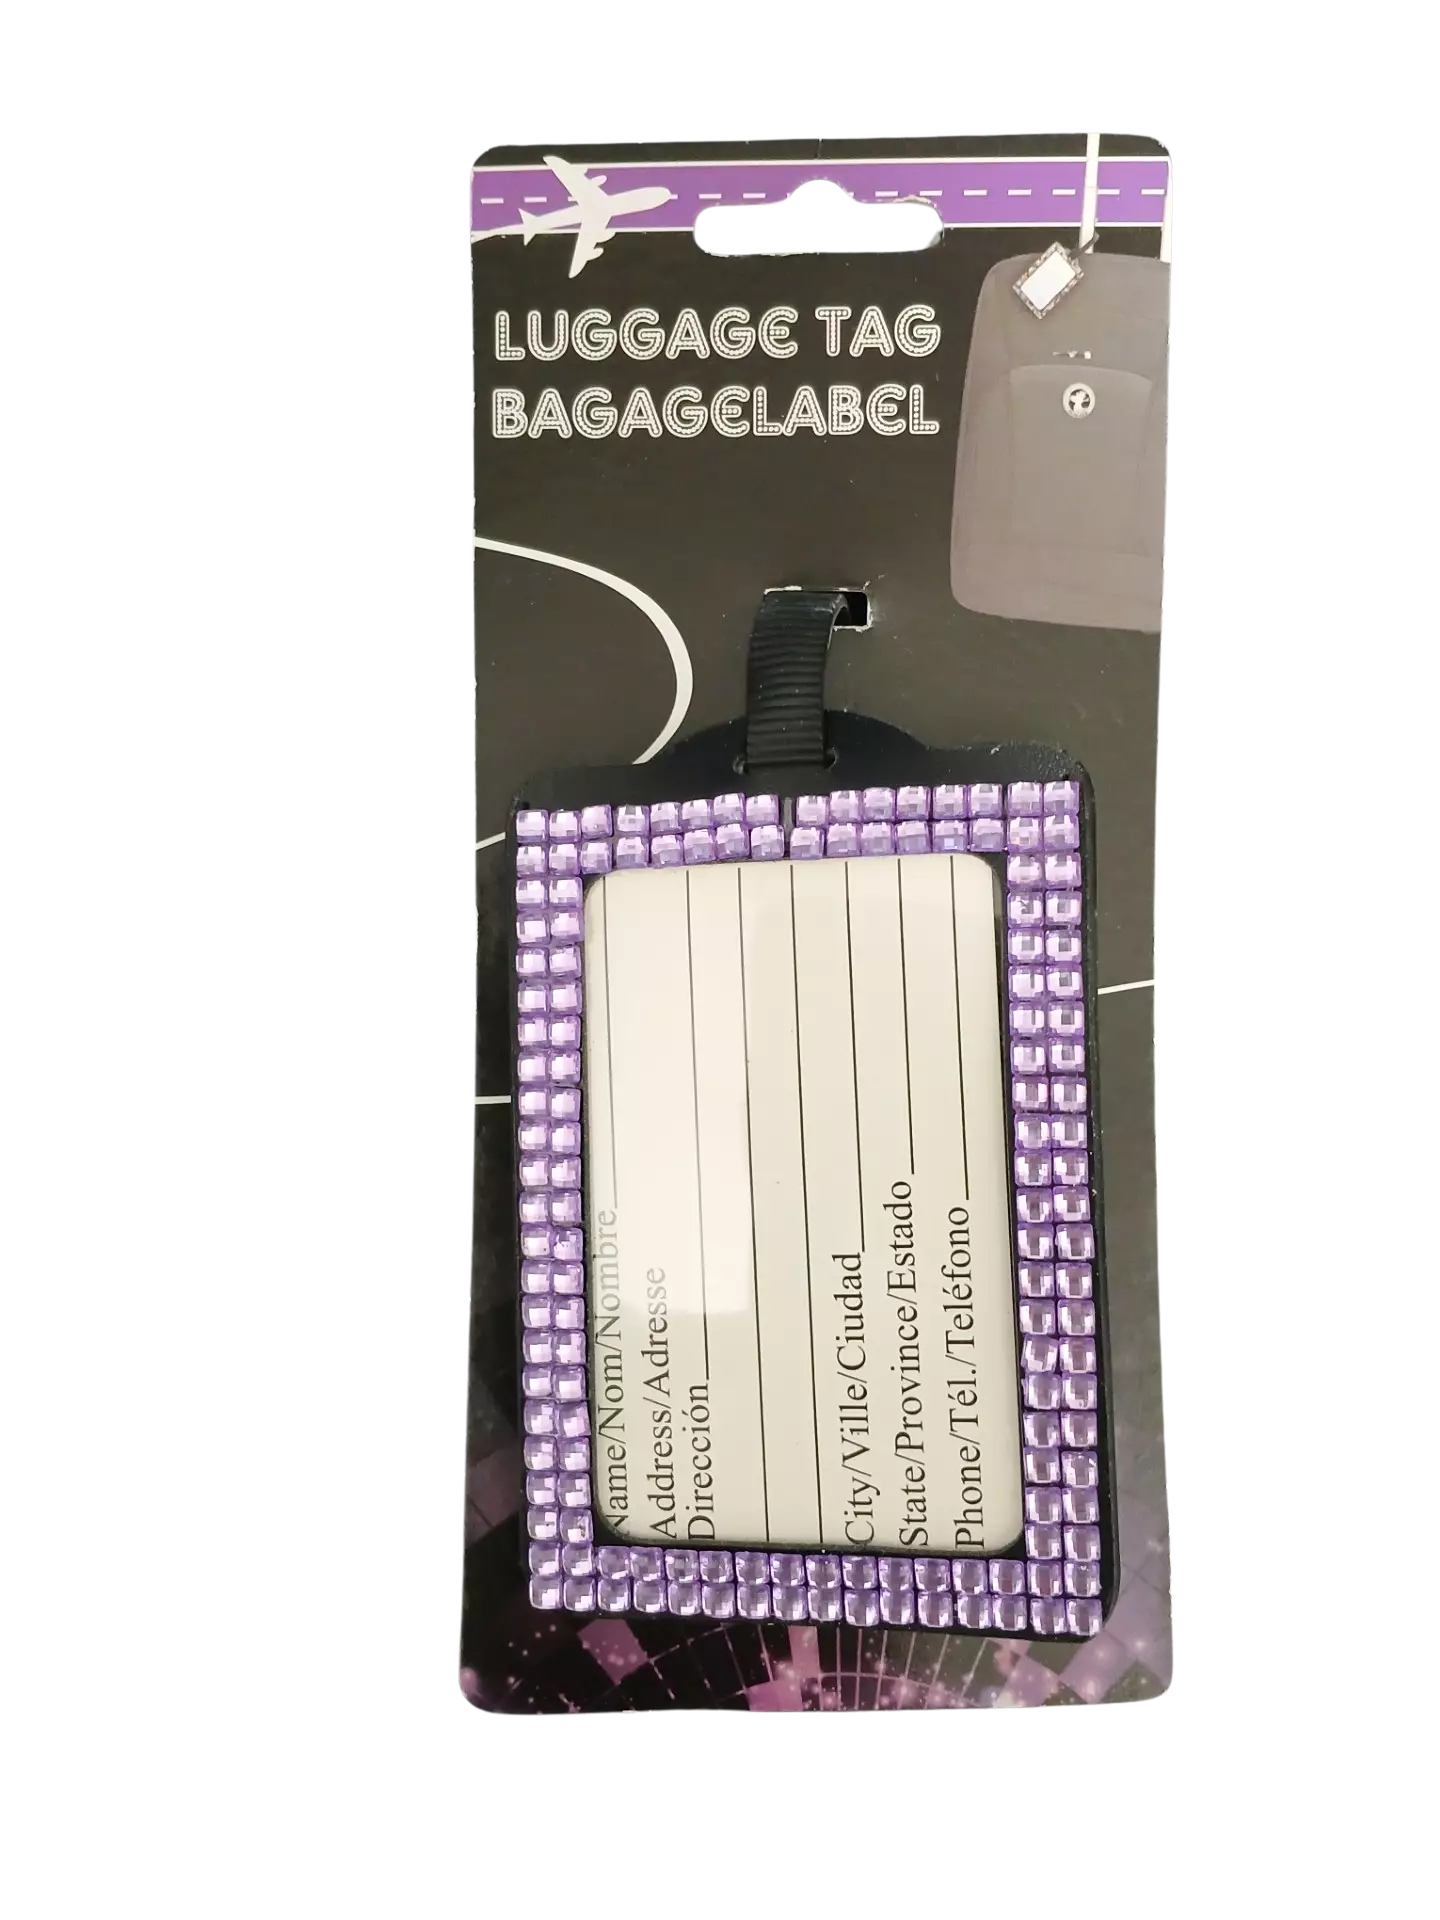 LUGGAGE TAG
BAGAGELABEL
Name/Nom/Nombre
Address/Adresse
Dirección
City/Ville/Ciudad
State/Province/Estado
Phone/Tél./Teléfono